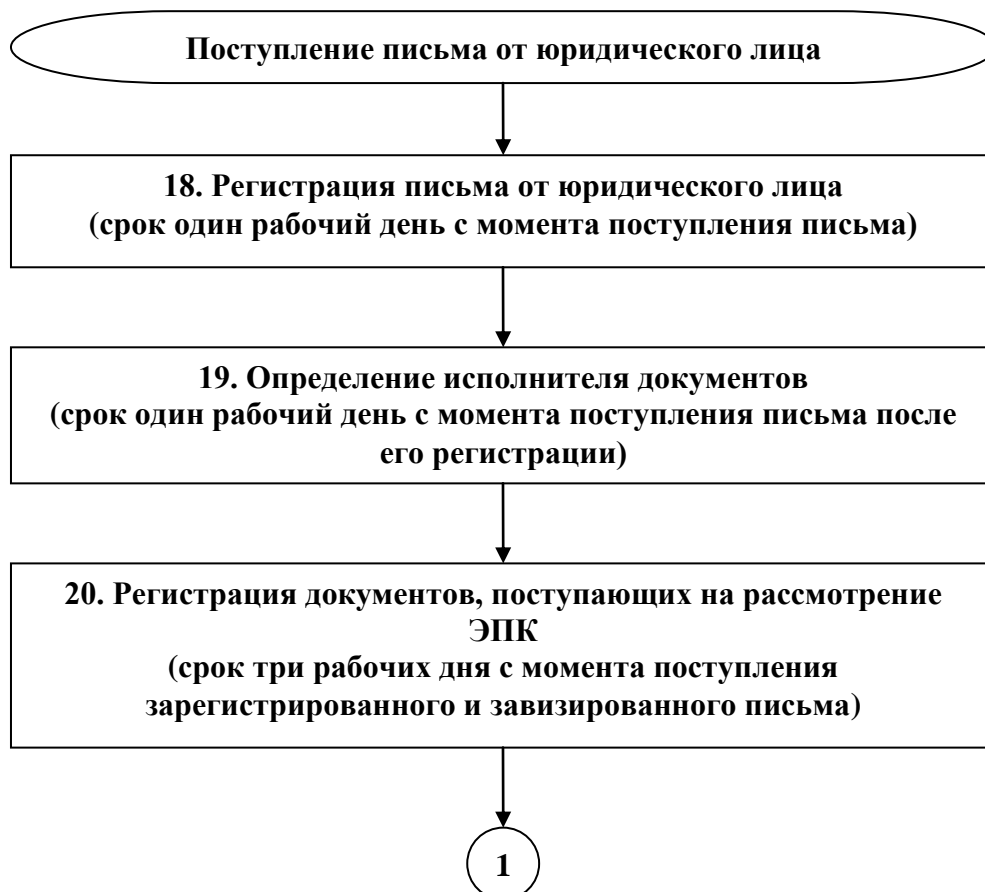 Поступление письма от юридического лица
18. Регистрация письма от юридического лица
(срок один рабочий день с момента поступления письма)
19. Определение исполнителя документов
(срок один рабочий день с момента поступления письма после
его регистрации)
20. Регистрация документов, поступающих на рассмотрение
ЭПК
(срок три рабочих дня с момента поступления
зарегистрированного и завизированного письма)
1